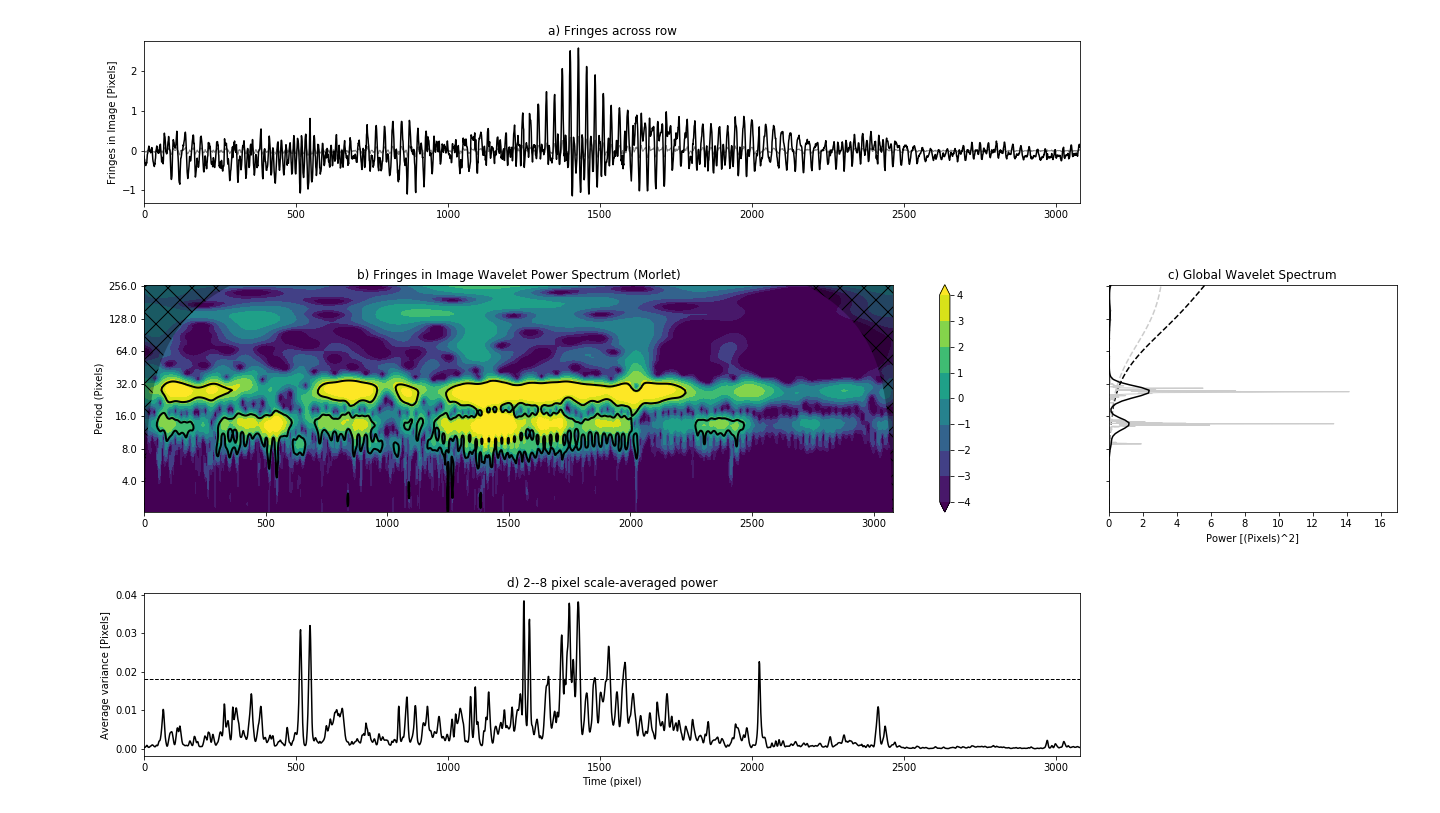 a) Fringes across row
Fringes in Image [Pixels]
2
1
0
−1
0 500 1000 1500 2000 2500 3000
b) Fringes in Image Wavelet Power Spectrum (Morlet)
Period (Pixels)
256.0
128.0
64.0
32.0
16.0
8.0
4.0
0 500 1000 1500 2000 2500 3000
4
3
2
1
0
−1
−2
−3
−4
c) Global Wavelet Spectrum
0 2 4 6 8 10 12 14 16
Power [(Pixels)^2]
d) 2--8 pixel scale-averaged power
Average variance [Pixels]
0.04
0.03
0.02
0.01
0.00
0 500 1000 1500 2000 2500 3000
Time (pixel)